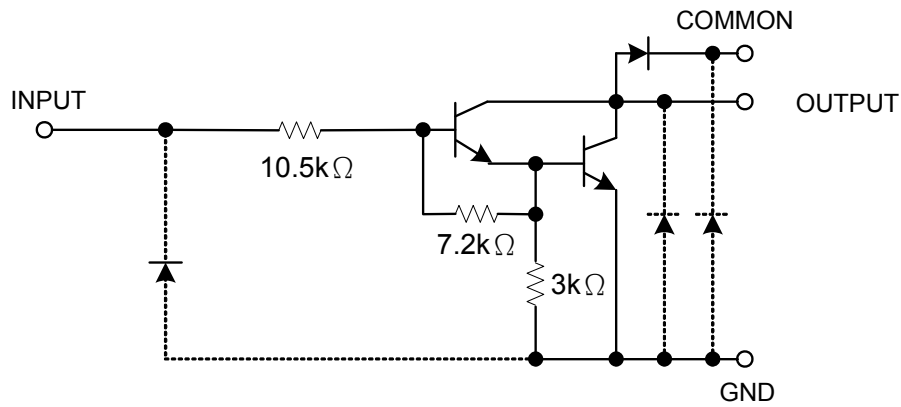 COMMON
INPUT
OUTPUT
10.5kΩ
7.2kΩ
3kΩ
GND